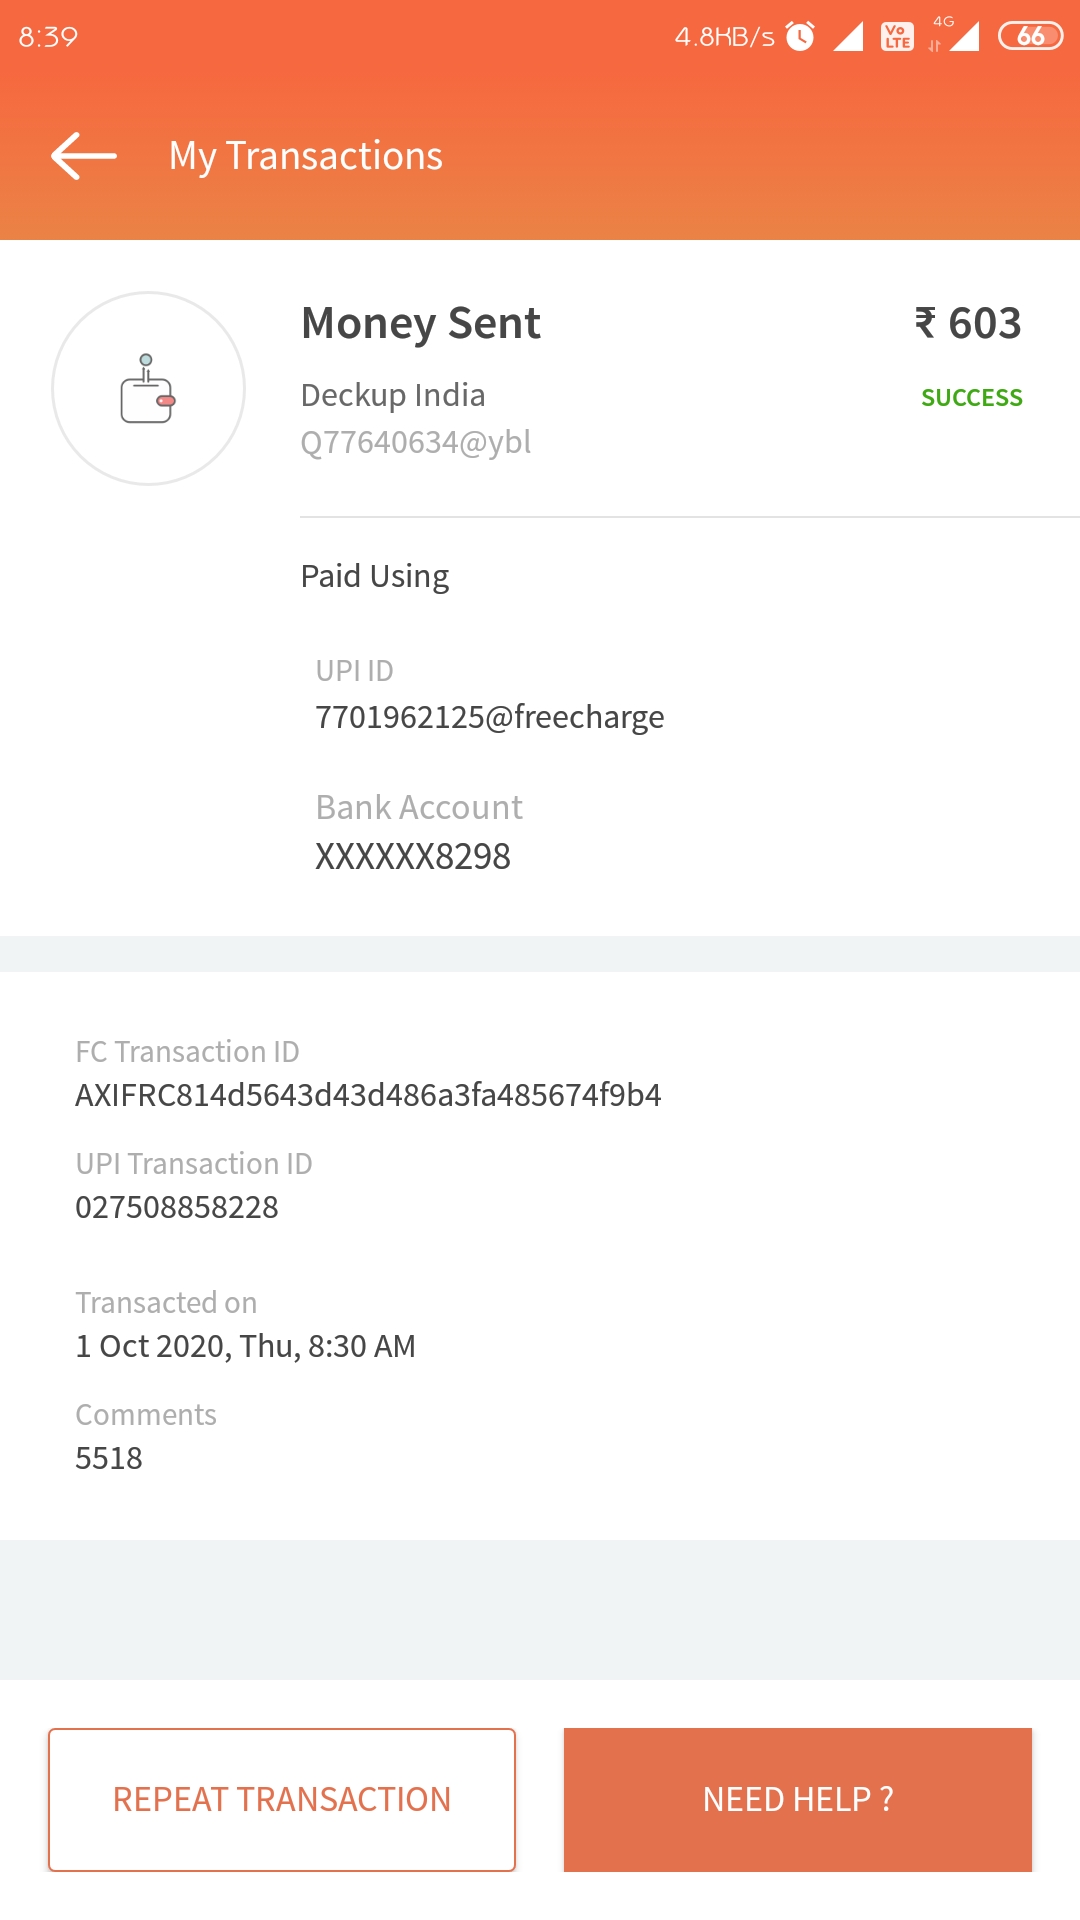 8:39 4.8KB/s Vo LTE 4G 66
My Transactions
Money Sent ₹ 603
Deckup India SUCCESS
Q77640634@ybl
Paid Using
UPI ID
7701962125@freecharge
Bank Account
XXXXXX8298
FC Transaction ID
AXIFRC814d5643d43d486a3fa485674f9b4
UPI Transaction ID
027508858228
Transacted on
1 Oct 2020, Thu, 8:30 AM
Comments
5518
REPEAT TRANSACTION NEED HELP ?